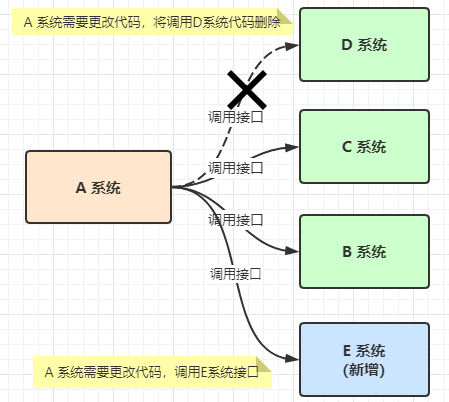 A 系统需要更改代码，将调用D系统代码删除
D 系统
调用接口
C 系统
调用接口
A 系统
调用接口
B 系统
调用接口
E 系统
(新增)
A 系统需要更改代码，调用E系统接口